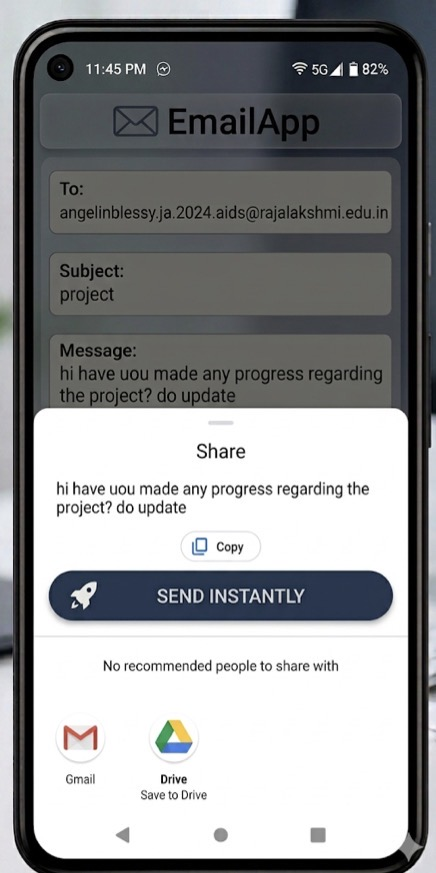 11:45 PM 5G 82%
EmailApp
To:
angelinblessy.ja.2024.aids@rajalakshmi.edu.in
Subject:
project
Message:
hi have uou made any progress regarding
the project? do update
Share
hi have uou made any progress regarding the
project? do update
Copy
SEND INSTANTLY
No recommended people to share with
Gmail
Drive
Save to Drive